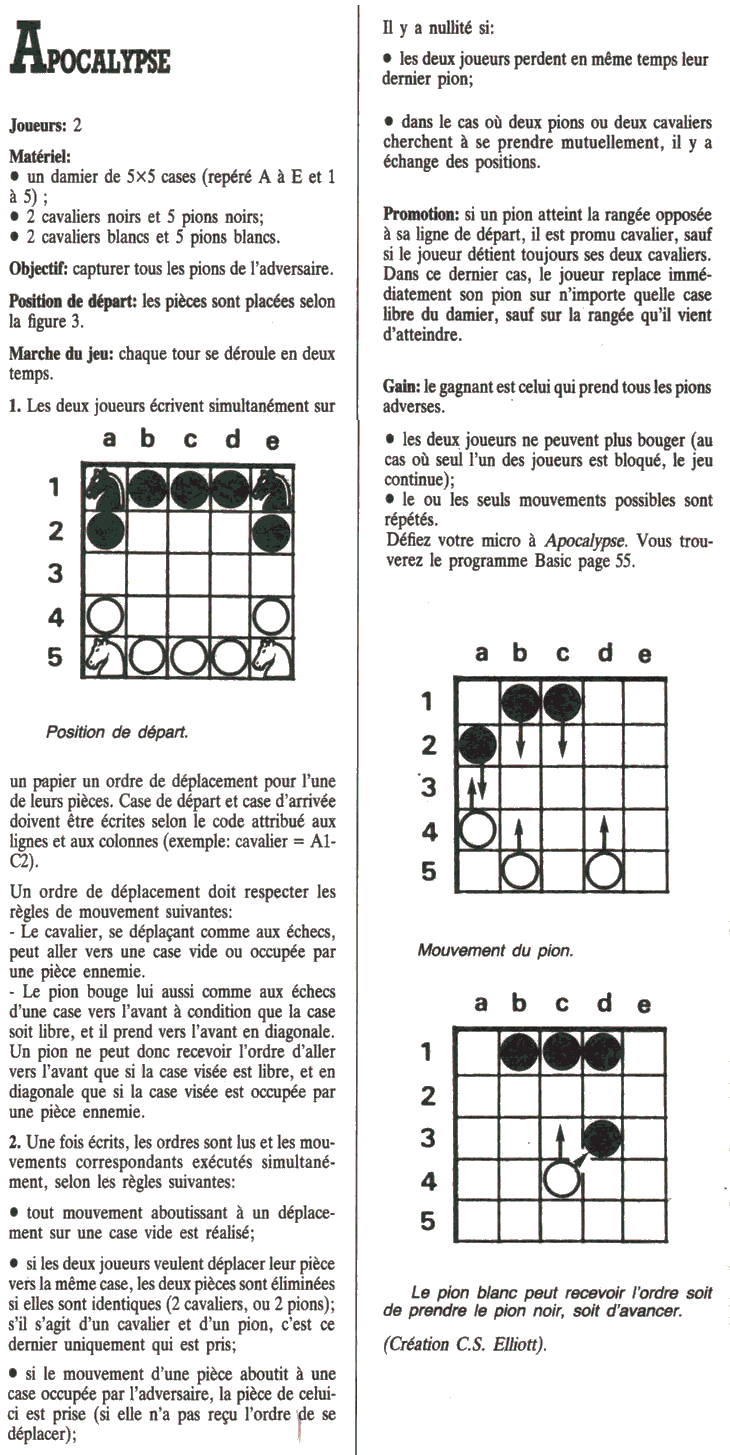 APOCALYPSE
Joueurs: 2
Matériel:
● un damier de 5×5 cases (repéré A à E et 1
à 5) ;
● 2 cavaliers noirs et 5 pions noirs;
● 2 cavaliers blancs et 5 pions blancs.
Objectif: capturer tous les pions de l'adversaire.
Position de départ: les pièces sont placées selon
la figure 3.
Marche du jeu: chaque tour se déroule en deux
temps.
1. Les deux joueurs écrivent simultanément sur
a b c d e
1
2
3
4
5
Position de départ.
un papier un ordre de déplacement pour l'une
de leurs pièces. Case de départ et case d'arrivée
doivent être écrites selon le code attribué aux
lignes et aux colonnes (exemple: cavalier = A1-
C2).
Un ordre de déplacement doit respecter les
règles de mouvement suivantes:
- Le cavalier, se déplaçant comme aux échecs,
peut aller vers une case vide ou occupée par
une pièce ennemie.
- Le pion bouge lui aussi comme aux échecs
d'une case vers l'avant à condition que la case
soit libre, et il prend vers l'avant en diagonale.
Un pion ne peut donc recevoir l'ordre d'aller
vers l'avant que si la case visée est libre, et en
diagonale que si la case visée est occupée par
une pièce ennemie.
2. Une fois écrits, les ordres sont lus et les mou-
vements correspondants exécutés simultané-
ment, selon les règles suivantes:
● tout mouvement aboutissant à un déplace-
ment sur une case vide est réalisé;
● si les deux joueurs veulent déplacer leur pièce
vers la même case, les deux pièces sont éliminées
si elles sont identiques (2 cavaliers, ou 2 pions);
s'il s'agit d'un cavalier et d'un pion, c'est ce
dernier uniquement qui est pris;
● si le mouvement d'une pièce aboutit à une
case occupée par l'adversaire, la pièce de celui-
ci est prise (si elle n'a pas reçu l'ordre de se
déplacer);
Il y a nullité si:
● les deux joueurs perdent en même temps leur
dernier pion;
● dans le cas où deux pions ou deux cavaliers
cherchent à se prendre mutuellement, il y a
échange des positions.
Promotion: si un pion atteint la rangée opposée
à sa ligne de départ, il est promu cavalier, sauf
si le joueur détient toujours ses deux cavaliers.
Dans ce dernier cas, le joueur replace immé-
diatement son pion sur n'importe quelle case
libre du damier, sauf sur la rangée qu'il vient
d'atteindre.
Gain: le gagnant est celui qui prend tous les pions
adverses.
● les deux joueurs ne peuvent plus bouger (au
cas où seul l'un des joueurs est bloqué, le jeu
continue);
● le ou les seuls mouvements possibles sont
répétés.
Défiez votre micro à Apocalypse. Vous trou-
verez le programme Basic page 55.
a b c d e
1
2
3
4
5
Mouvement du pion.
a b c d e
1
2
3
4
5
Le pion blanc peut recevoir l'ordre soit
de prendre le pion noir, soit d'avancer.
(Création C.S. Elliott).